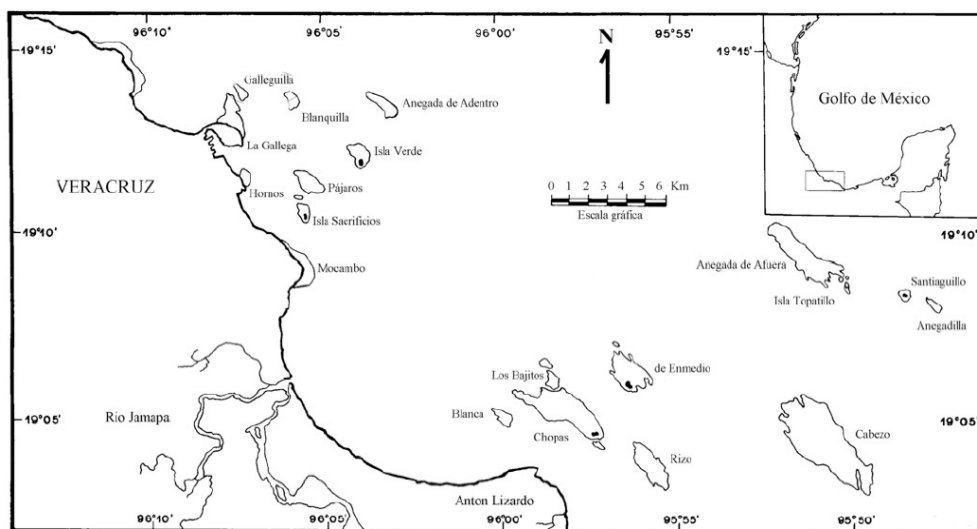 96°10'
96°05'
96°00'
95°55'
N
19°15'
19°15'
Galleguilla
Blanquilla
Anegada de Adentro
Golfo de México
La Gallega
Isla Verde
VERACRUZ
Hornos
Pájaros
0 1 2 3 4 5 6 Km
Escala gráfica
Isla Sacrificios
19°10'
19°10'
Mocambo
Anegada de Afuera
Santiaguillo
Isla Topatillo
Anegadilla
Los Bajitos
de Enmedio
Río Jamapa
Blanca
19°05'
19°05'
Chopas
Cabezo
Rizo
Anton Lizardo
96°10'
96°05'
96°00'
95°55'
95°50'